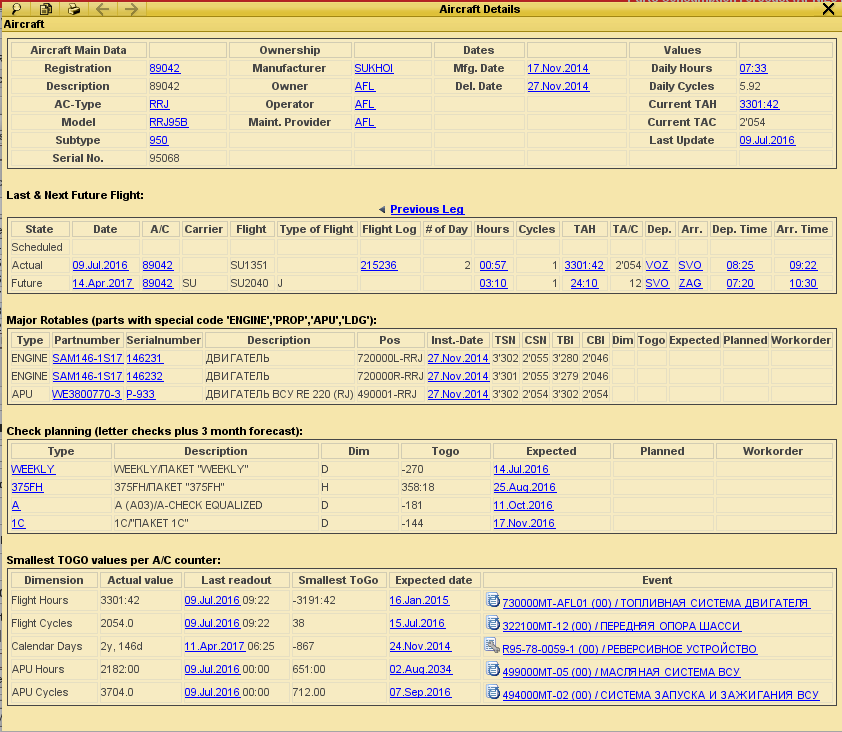 Aircraft Details
Aircraft
Aircraft Main Data Ownership Dates Values
Registration 89042 Manufacturer SUKHOI Mfg. Date 17.Nov.2014 Daily Hours 07:33
Description 89042 Owner AFL Del. Date 27.Nov.2014 Daily Cycles 5.92
AC-Type RRJ Operator AFL Current TAH 3301:42
Model RRJ95B Maint. Provider AFL Current TAC 2'054
Subtype 950 Last Update 09.Jul.2016
Serial No. 95068
Last & Next Future Flight:
Previous Leg
State Date A/C Carrier Flight Type of Flight Flight Log # of Day Hours Cycles TAH TA/C Dep. Arr. Dep. Time Arr. Time
Scheduled
Actual 09.Jul.2016 89042 SU1351 215236 2 00:57 1 3301:42 2'054 VOZ SVO 08:25 09:22
Future 14.Apr.2017 89042 SU SU2040 J 03:10 1 24:10 12 SVO ZAG 07:20 10:30
Major Rotables (parts with special code 'ENGINE','PROP','APU','LDG'):
Type Partnumber Serialnumber Description Pos Inst.-Date TSN CSN TBI CBI Dim Togo Expected Planned Workorder
ENGINE SAM146-1S17 146231 ДВИГАТЕЛЬ 720000L-RRJ 27.Nov.2014 3'302 2'055 3'280 2'046
ENGINE SAM146-1S17 146232 ДВИГАТЕЛЬ 720000R-RRJ 27.Nov.2014 3'301 2'055 3'279 2'046
APU WE3800770-3 P-933 ДВИГАТЕЛЬ ВСУ RE 220 (RJ) 490001-RRJ 27.Nov.2014 3'302 2'054 3'302 2'054
Check planning (letter checks plus 3 month forecast):
Type Description Dim Togo Expected Planned Workorder
WEEKLY WEEKLY/ПАКЕТ "WEEKLY" D -270 14.Jul.2016
375FH 375FH/ПАКЕТ "375FH" H 358:18 25.Aug.2016
A A (A03)/A-CHECK EQUALIZED D -181 11.Oct.2016
1C 1C/"ПАКЕТ 1C" D -144 17.Nov.2016
Smallest TOGO values per A/C counter:
Dimension Actual value Last readout Smallest ToGo Expected date Event
Flight Hours 3301:42 09.Jul.2016 09:22 -3191:42 16.Jan.2015 730000MT-AFL01 (00) / ТОПЛИВНАЯ СИСТЕМА ДВИГАТЕЛЯ
Flight Cycles 2054.0 09.Jul.2016 09:22 38 15.Jul.2016 322100MT-12 (00) / ПЕРЕДНЯЯ ОПОРА ШАССИ
Calendar Days 2y, 146d 11.Apr.2017 06:25 -867 24.Nov.2014 R95-78-0059-1 (00) / РЕВЕРСИВНОЕ УСТРОЙСТВО
APU Hours 2182:00 09.Jul.2016 00:00 651:00 02.Aug.2034 499000MT-05 (00) / МАСЛЯНАЯ СИСТЕМА ВСУ
APU Cycles 3704.0 09.Jul.2016 00:00 712.00 07.Sep.2016 494000MT-02 (00) / СИСТЕМА ЗАПУСКА И ЗАЖИГАНИЯ ВСУ